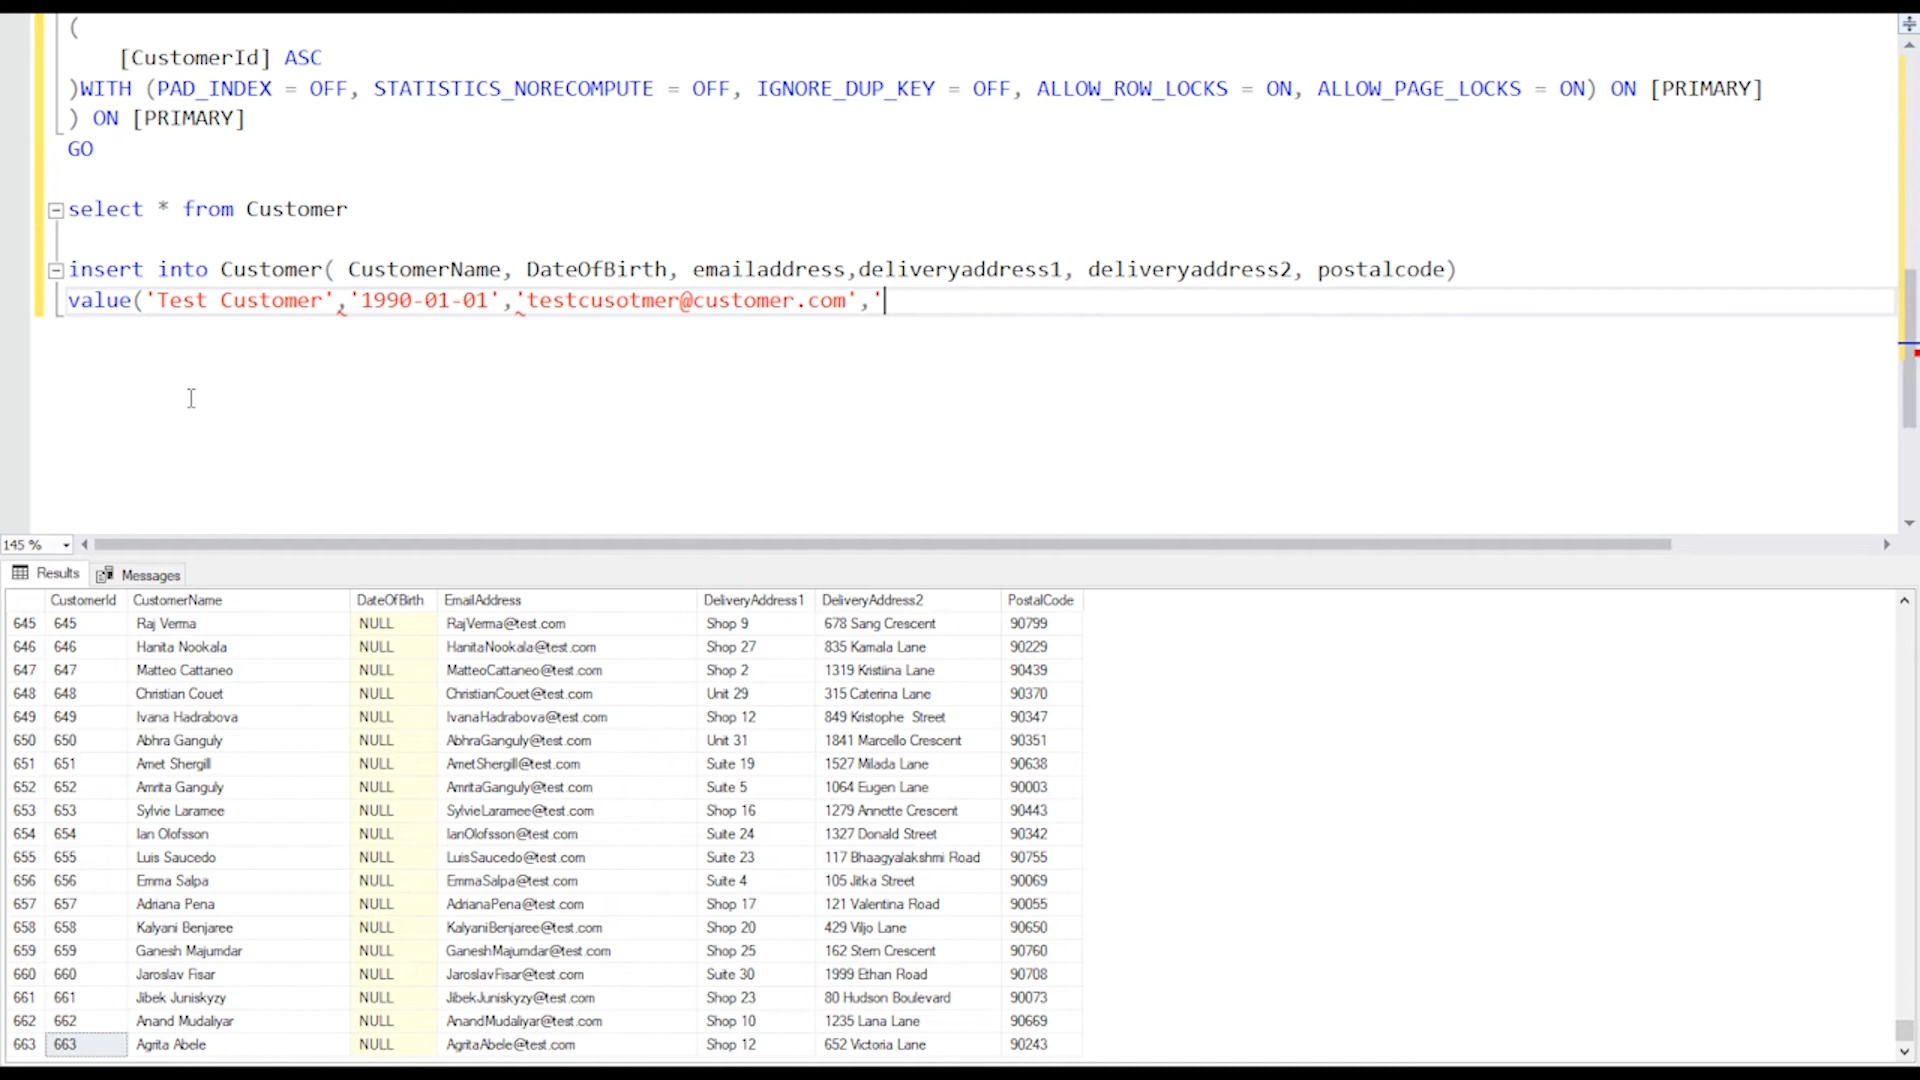 (
[CustomerId] ASC
)WITH (PAD_INDEX = OFF, STATISTICS_NORECOMPUTE = OFF, IGNORE_DUP_KEY = OFF, ALLOW_ROW_LOCKS = ON, ALLOW_PAGE_LOCKS = ON) ON [PRIMARY]
) ON [PRIMARY]
GO
select * from Customer
insert into Customer( CustomerName, DateOfBirth, emailaddress,deliveryaddress1, deliveryaddress2, postalcode)
value('Test Customer','1990-01-01','testcusotmer@customer.com','
145 %
Results Messages
CustomerId CustomerName DateOfBirth EmailAddress DeliveryAddress1 DeliveryAddress2 PostalCode
645 645 Raj Verma NULL RajVerma@test.com Shop 9 678 Sang Crescent 90799
646 646 Hanita Nookala NULL HanitaNookala@test.com Shop 27 835 Kamala Lane 90229
647 647 Matteo Cattaneo NULL MatteoCattaneo@test.com Shop 2 1319 Kristiina Lane 90439
648 648 Christian Couet NULL ChristianCouet@test.com Unit 29 315 Caterina Lane 90370
649 649 Ivana Hadrabova NULL IvanaHadrabova@test.com Shop 12 849 Kristophe Street 90347
650 650 Abhra Ganguly NULL AbhraGanguly@test.com Unit 31 1841 Marcello Crescent 90351
651 651 Amet Shergill NULL AmetShergill@test.com Suite 19 1527 Milada Lane 90638
652 652 Amrita Ganguly NULL AmritaGanguly@test.com Suite 5 1064 Eugen Lane 90003
653 653 Sylvie Laramee NULL SylvieLaramee@test.com Shop 16 1279 Annette Crescent 90443
654 654 Ian Olofsson NULL IanOlofsson@test.com Suite 24 1327 Donald Street 90342
655 655 Luis Saucedo NULL LuisSaucedo@test.com Suite 23 117 Bhaagyalakshmi Road 90755
656 656 Emma Salpa NULL EmmaSalpa@test.com Suite 4 105 Jitka Street 90069
657 657 Adriana Pena NULL AdrianaPena@test.com Shop 17 121 Valentina Road 90055
658 658 Kalyani Benjaree NULL KalyaniBenjaree@test.com Shop 20 429 Viljo Lane 90650
659 659 Ganesh Majumdar NULL GaneshMajumdar@test.com Shop 25 162 Stern Crescent 90760
660 660 Jaroslav Fisar NULL JaroslavFisar@test.com Suite 30 1999 Ethan Road 90708
661 661 Jibek Juniskyzy NULL JibekJuniskyzy@test.com Shop 23 80 Hudson Boulevard 90073
662 662 Anand Mudaliyar NULL AnandMudaliyar@test.com Shop 10 1235 Lana Lane 90669
663 663 Agrita Abele NULL AgritaAbele@test.com Shop 12 652 Victoria Lane 90243